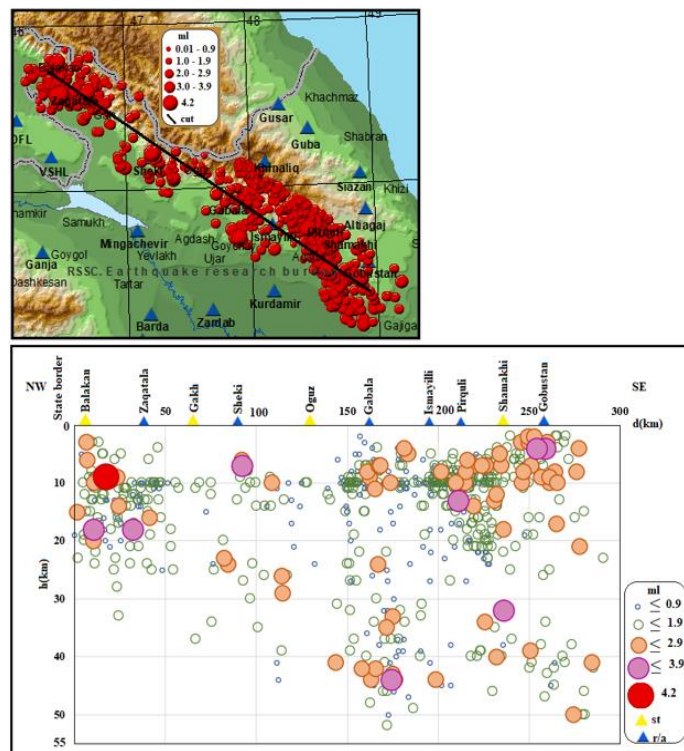 47 48 49
ml
0.01 - 0.9
1.0 - 1.9
2.0 - 2.9
3.0 - 3.9
4.2
cut
Khachmaz
Gusar
Guba
Shabran
Zaqatala
VSHL
Sheki
Khinaliq
Siazan
Khizi
Samukh
Gabala
Altiagaj
Ismayilli
Pirquli
Shamakhi
Mingachevir
Agdash
Goychay
Yevlakh
Ujar
Ganja
Goygol
Gobustan
RSSC. Earthquake research bureau
Dashkesan
Tartar
Kurdamir
Barda
Zardab
Gajiga
NW State border Balakan Zaqatala Gakh Sheki Oguz Gabala Ismayilli Pirquli Shamakhi Gobustan SE
0 50 100 150 200 250 300
d(km)
10
20
30
40
50
55
h(km)
ml
≤ 0.9
≤ 1.9
≤ 2.9
≤ 3.9
4.2
st
r/a